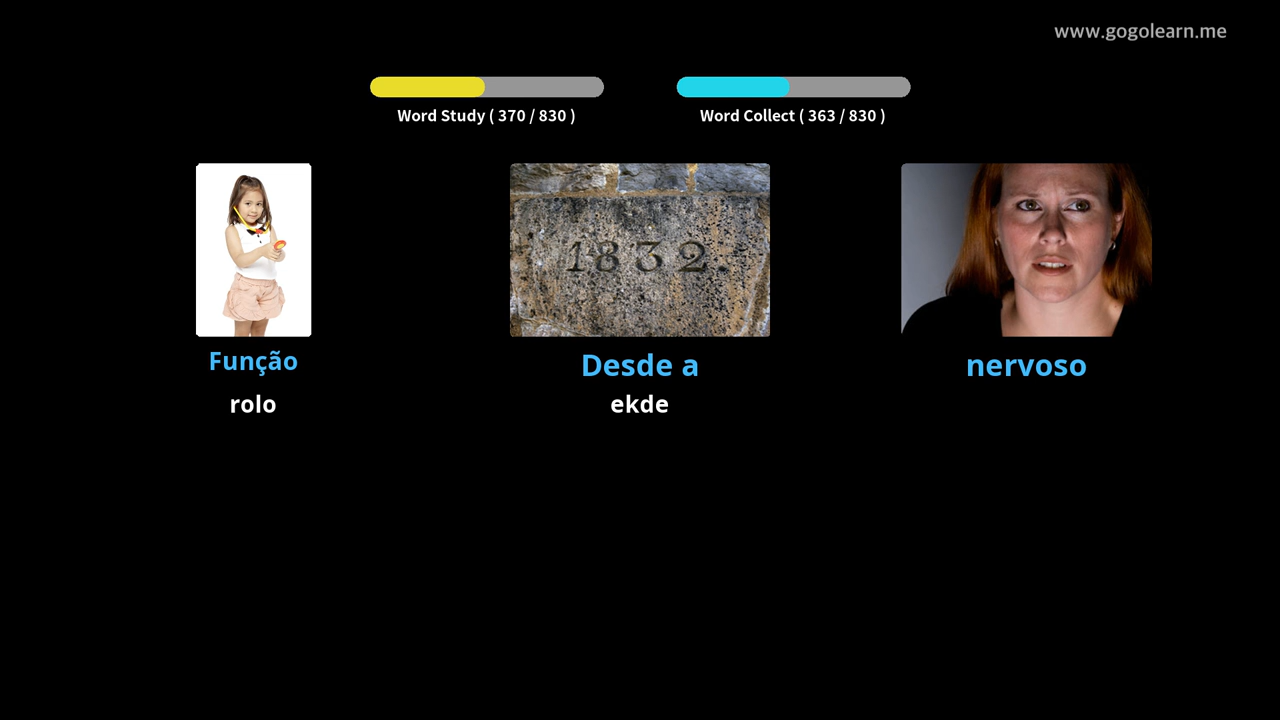 www.gogolearn.me
Word Study ( 370 / 830 )
Word Collect ( 363 / 830 )
1832.
Função
Desde a
nervoso
rolo
ekde